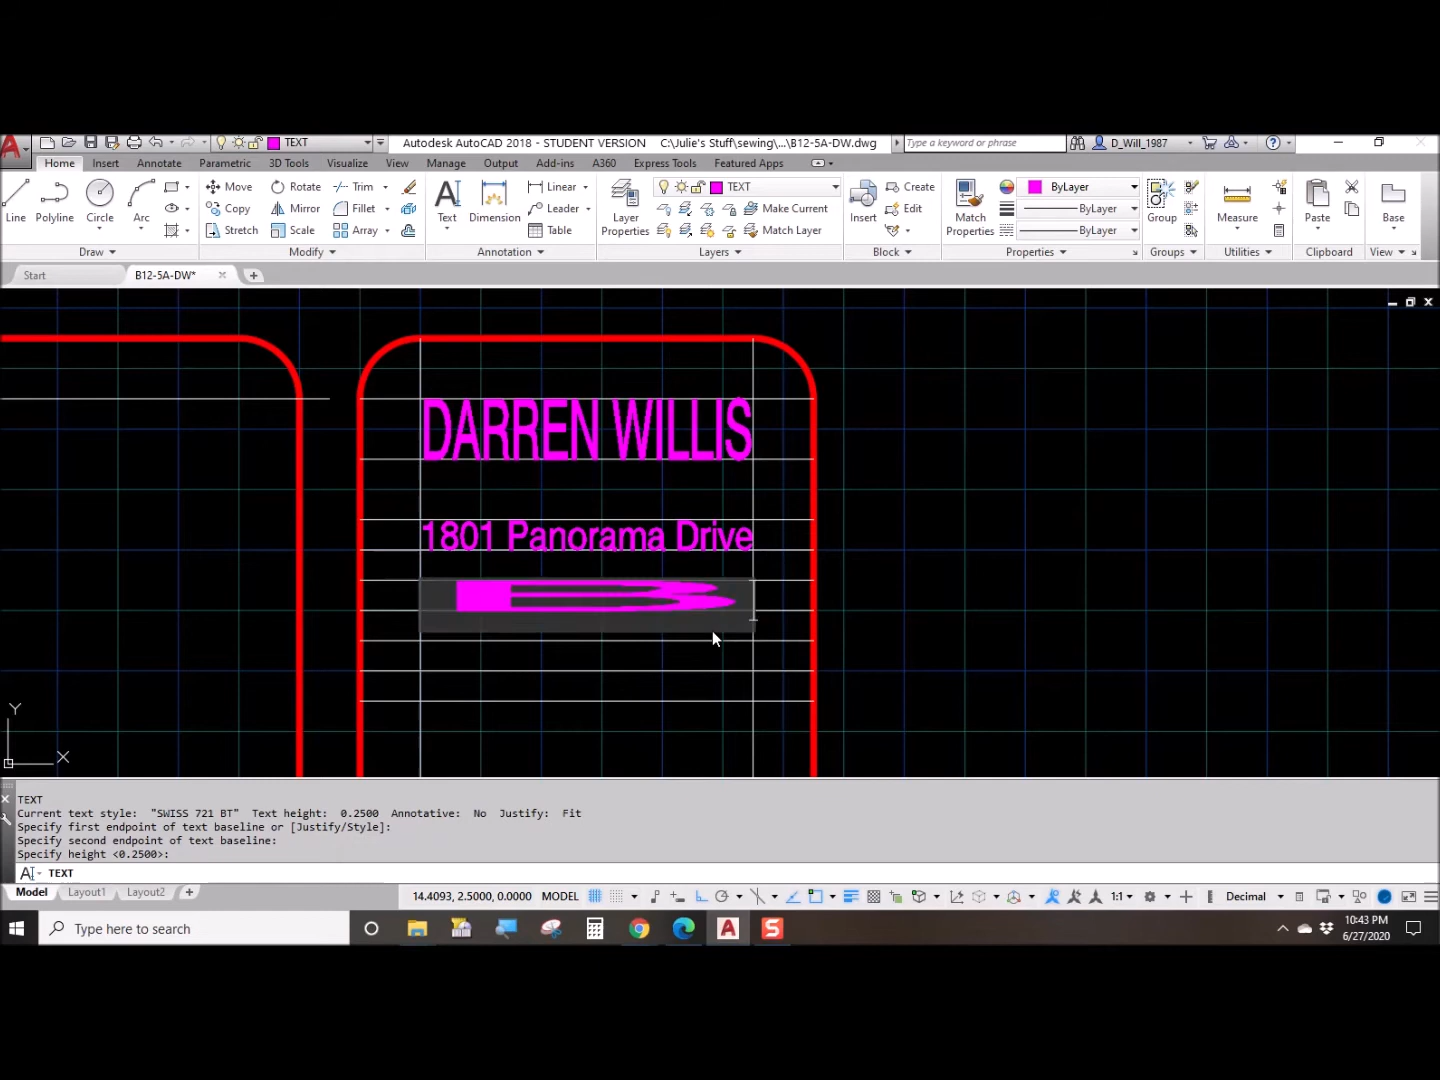 TEXT
Autodesk AutoCAD 2018 - STUDENT VERSION C:\Julie's Stuff\sewing\...\B12-5A-DW.dwg
Type a keyword or phrase
D_Will_1987
Home Insert Annotate Parametric 3D Tools Visualize View Manage Output Add-ins A360 Express Tools Featured Apps
Line Polyline Circle Arc
Move Rotate Trim
Copy Mirror Fillet
Stretch Scale Array
Text Dimension
Linear
Leader
Table
Layer Properties
TEXT
Make Current
Match Layer
Insert
Create
Edit
Match Properties
ByLayer
ByLayer
ByLayer
Group
Measure
Paste
Base
Draw Modify Annotation Layers Block Properties Groups Utilities Clipboard View
Start B12-5A-DW*
DARREN WILLIS
1801 Panorama Drive
B
Y
X
TEXT
Current text style: "SWISS 721 BT" Text height: 0.2500 Annotative: No Justify: Fit
Specify first endpoint of text baseline or [Justify/Style]:
Specify second endpoint of text baseline:
Specify height <0.2500>:
TEXT
Model Layout1 Layout2
14.4093, 2.5000, 0.0000 MODEL 1:1 Decimal
Type here to search
10:43 PM
6/27/2020